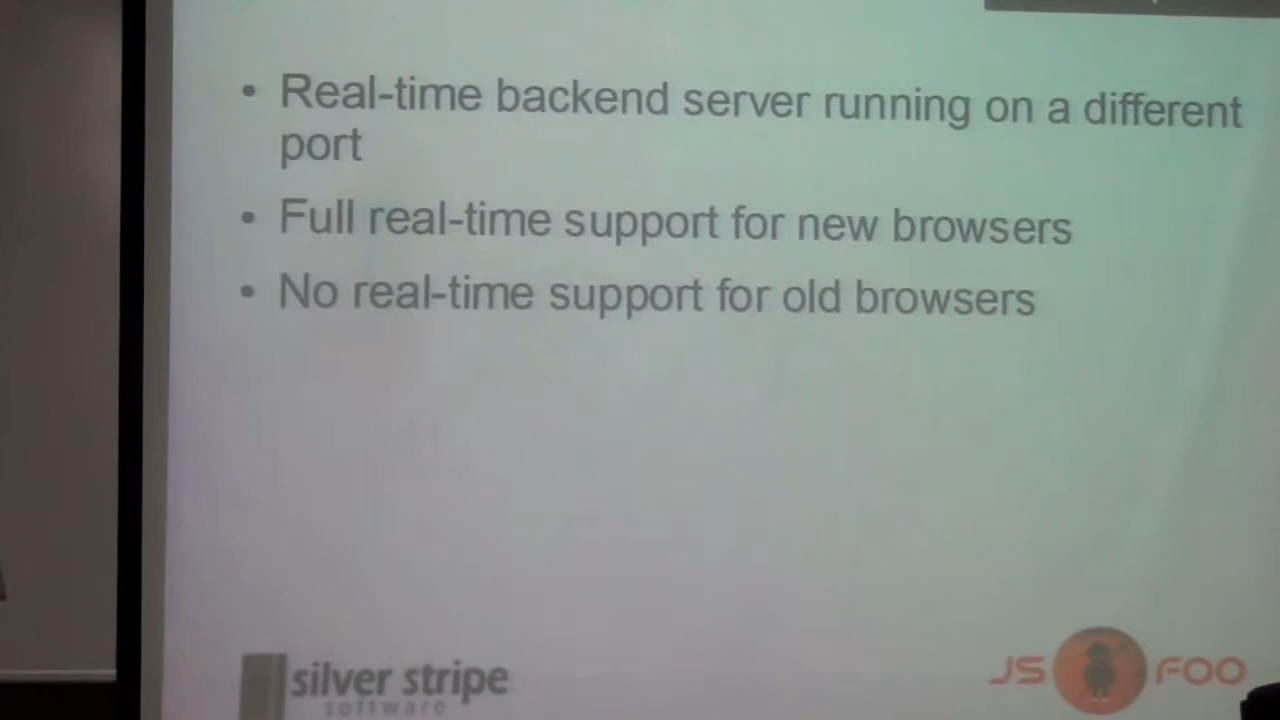 • Real-time backend server running on a different
port
• Full real-time support for new browsers
• No real-time support for old browsers
silver stripe
software
JS FOO